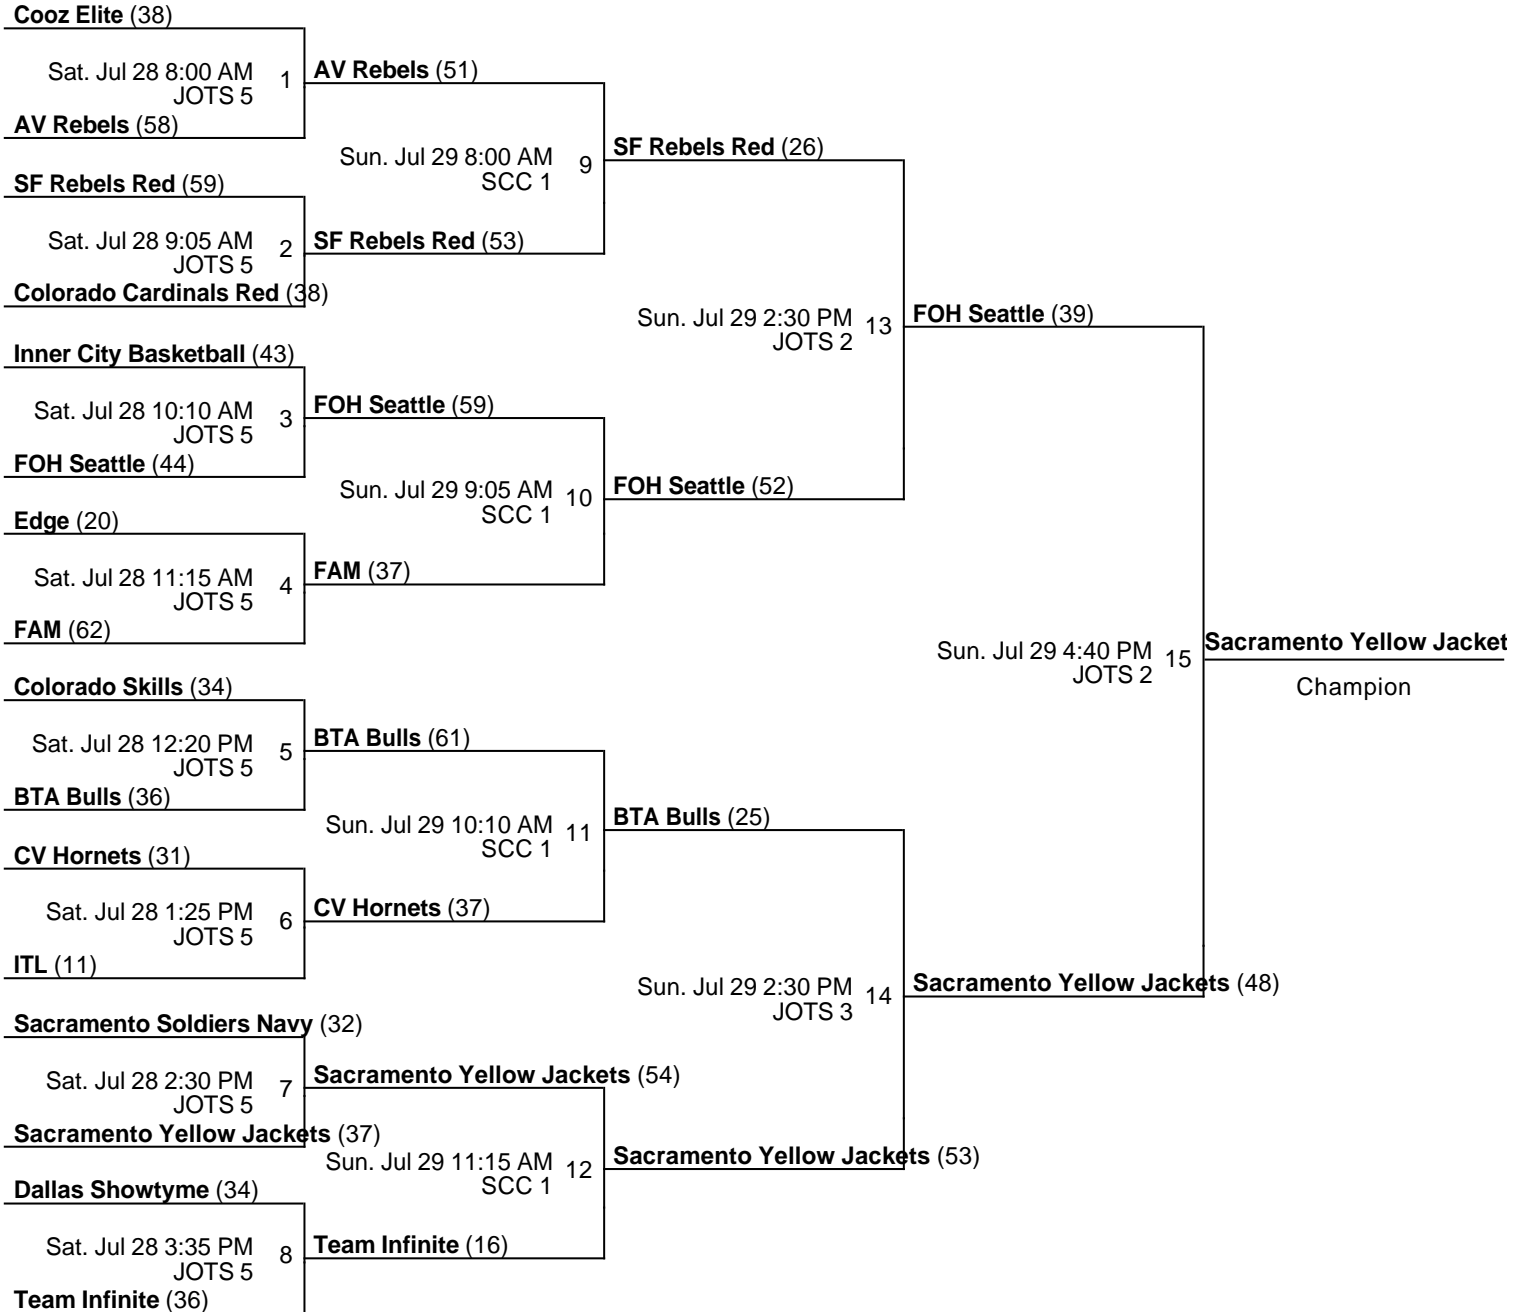 Cooz Elite (38)
Sat. Jul 28 8:00 AM
JOTS 5
1
AV Rebels (58)
SF Rebels Red (59)
Sat. Jul 28 9:05 AM
JOTS 5
2
Colorado Cardinals Red (38)
Inner City Basketball (43)
Sat. Jul 28 10:10 AM
JOTS 5
3
FOH Seattle (44)
Edge (20)
Sat. Jul 28 11:15 AM
JOTS 5
4
FAM (62)
Colorado Skills (34)
Sat. Jul 28 12:20 PM
JOTS 5
5
BTA Bulls (36)
CV Hornets (31)
Sat. Jul 28 1:25 PM
JOTS 5
6
ITL (11)
Sacramento Soldiers Navy (32)
Sat. Jul 28 2:30 PM
JOTS 5
7
Sacramento Yellow Jackets (37)
Dallas Showtyme (34)
Sat. Jul 28 3:35 PM
JOTS 5
8
Team Infinite (36)
AV Rebels (51)
Sun. Jul 29 8:00 AM
SCC 1
9
SF Rebels Red (53)
FOH Seattle (59)
Sun. Jul 29 9:05 AM
SCC 1
10
FAM (37)
BTA Bulls (61)
Sun. Jul 29 10:10 AM
SCC 1
11
CV Hornets (37)
Sacramento Yellow Jackets (54)
Sun. Jul 29 11:15 AM
SCC 1
12
Team Infinite (16)
SF Rebels Red (26)
Sun. Jul 29 2:30 PM
JOTS 2
13
FOH Seattle (52)
BTA Bulls (25)
Sun. Jul 29 2:30 PM
JOTS 3
14
Sacramento Yellow Jackets (53)
FOH Seattle (39)
Sun. Jul 29 4:40 PM
JOTS 2
15
Sacramento Yellow Jackets (48)
Sacramento Yellow Jacket
Champion